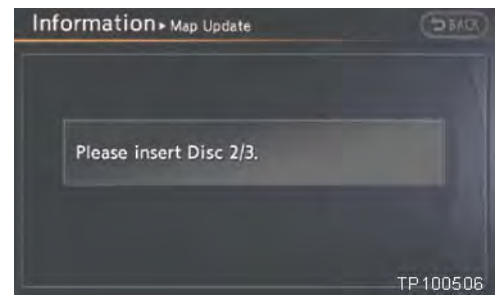 Information ▸ Map Update
BACK
Please insert Disc 2/3.
TP100506